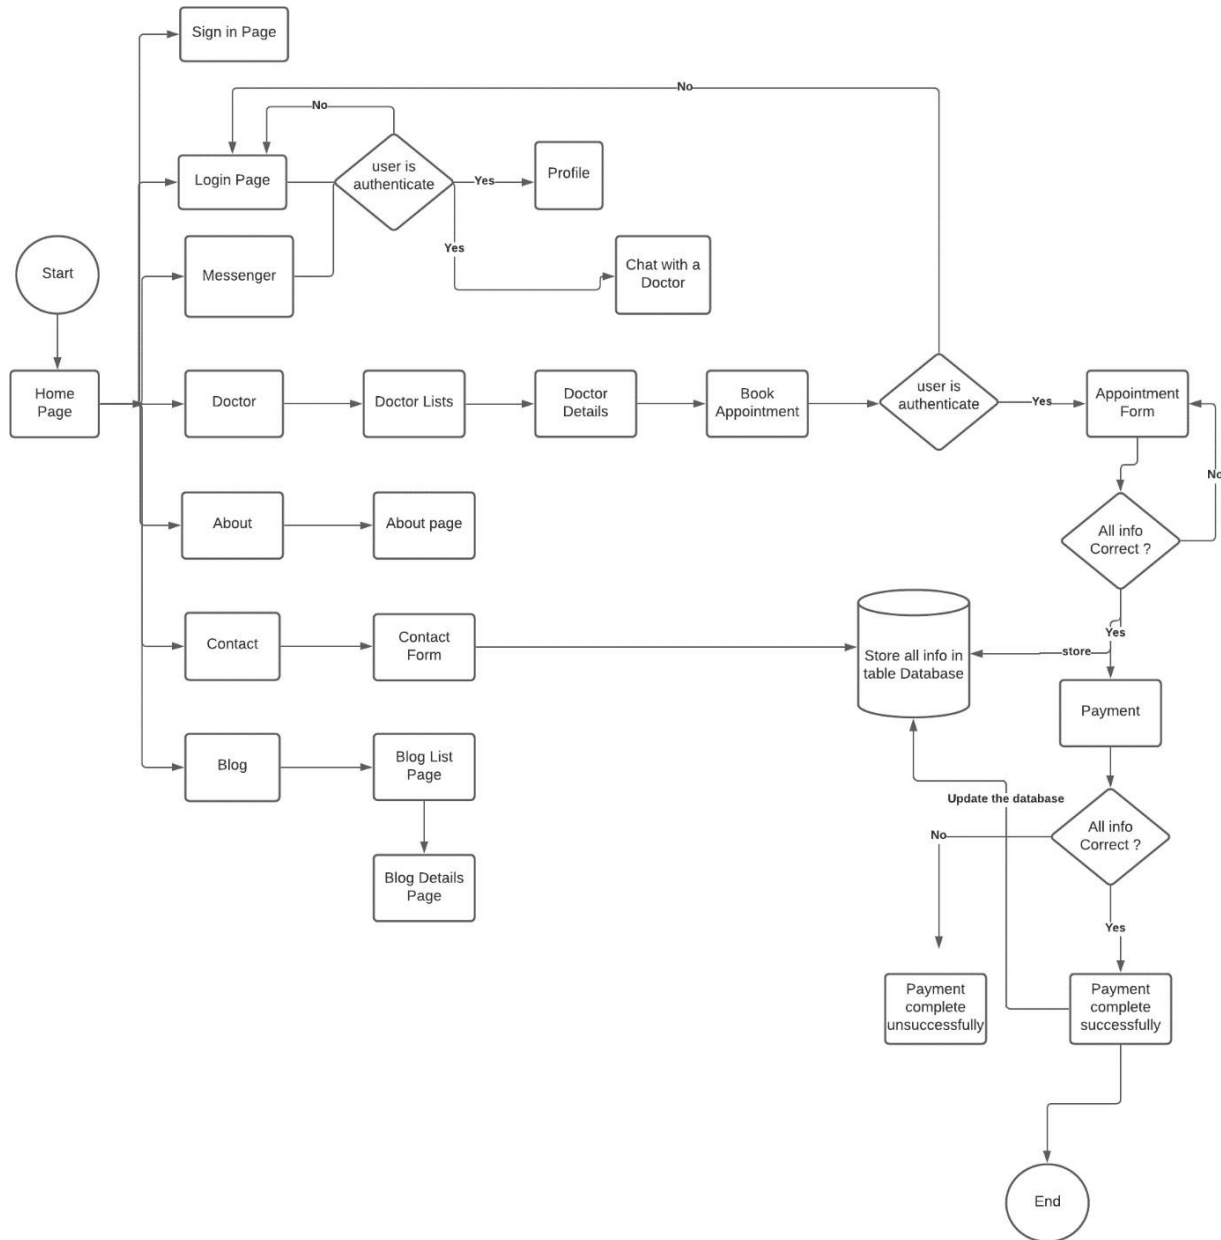 Sign in Page
No
No
Login Page
user is
authenticate
Yes
Profile
Yes
Start
Messenger
Chat with a
Doctor
Home
Page
Doctor
Doctor Lists
Doctor
Details
Book
Appointment
user is
authenticate
Yes
Appointment
Form
No
About
About page
All info
Correct ?
Contact
Contact
Form
Store all info in
table Database
store
Yes
Payment
Blog
Blog List
Page
Update the database
No
All info
Correct ?
Blog Details
Page
Yes
Payment
complete
unsuccessfully
Payment
complete
successfully
End